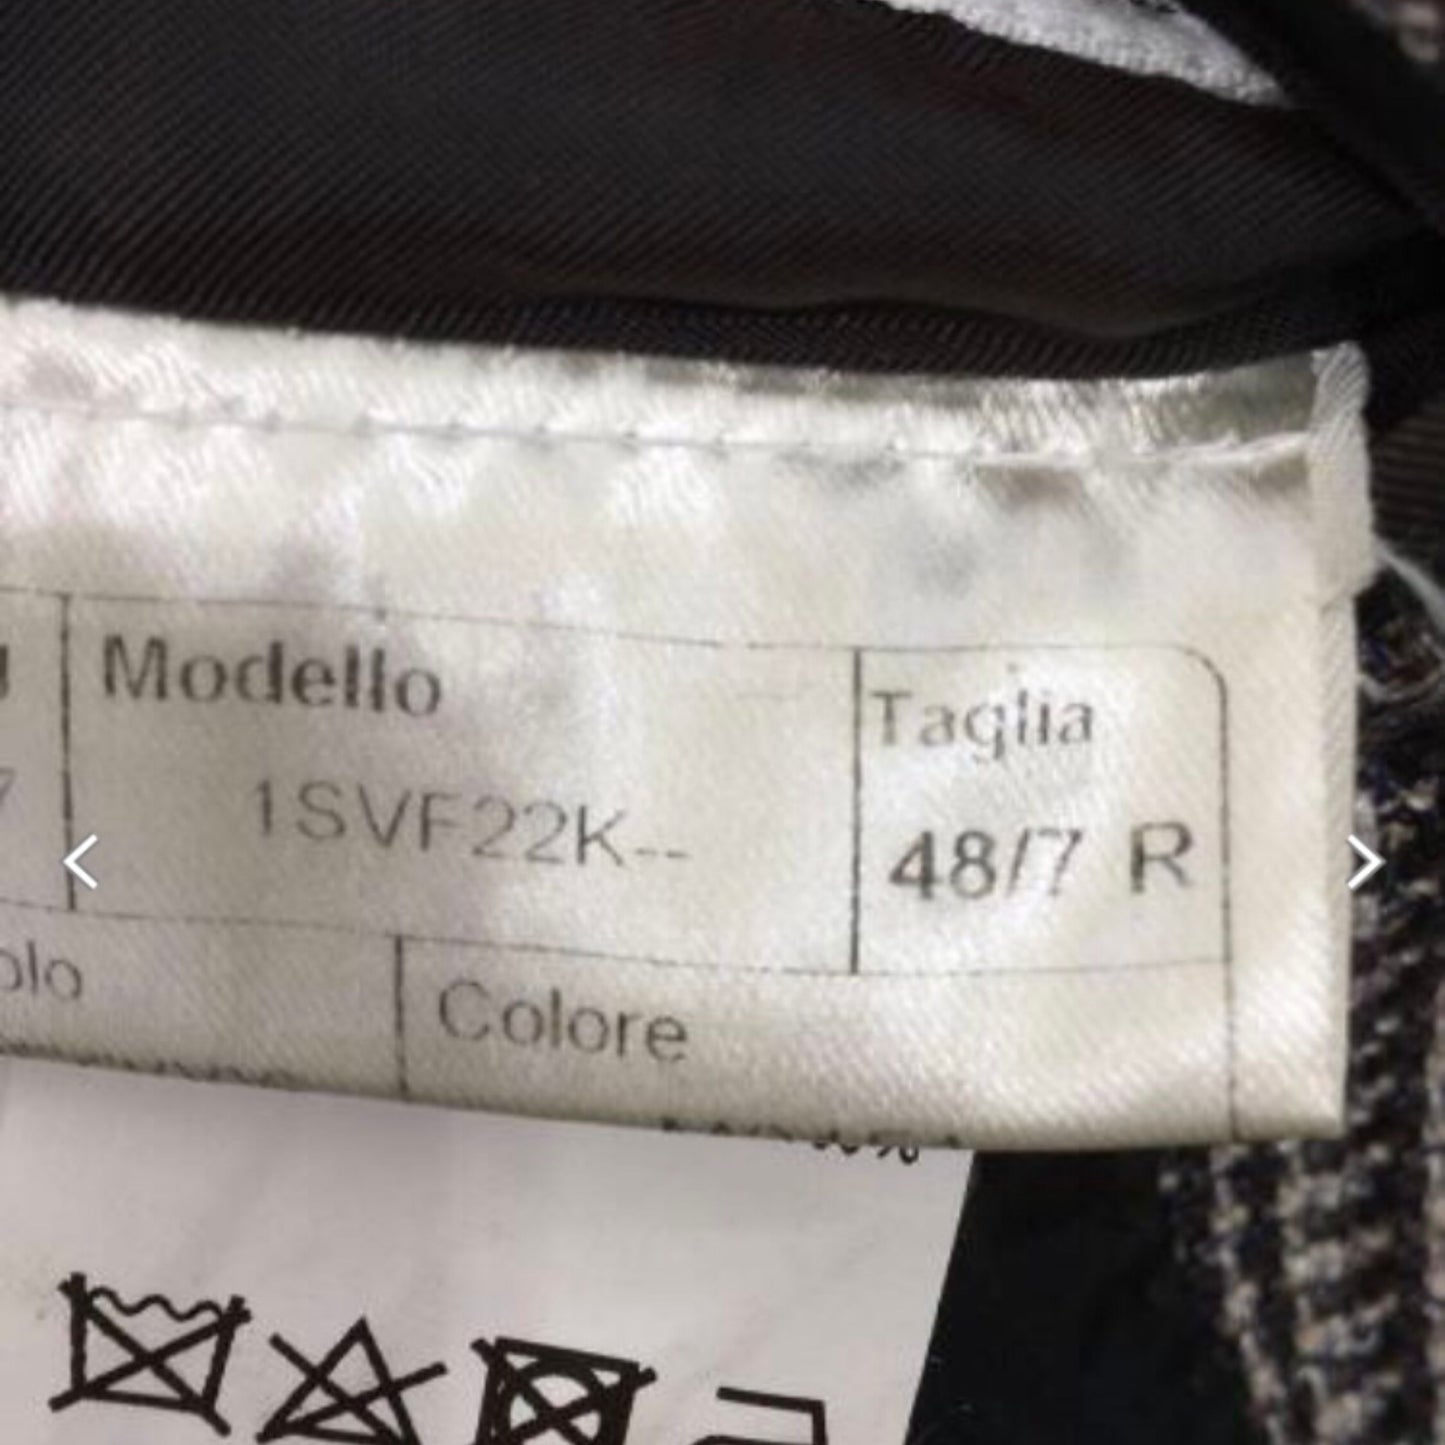 Modello
Taglia
1SVF22K--
48/7 R
Colore